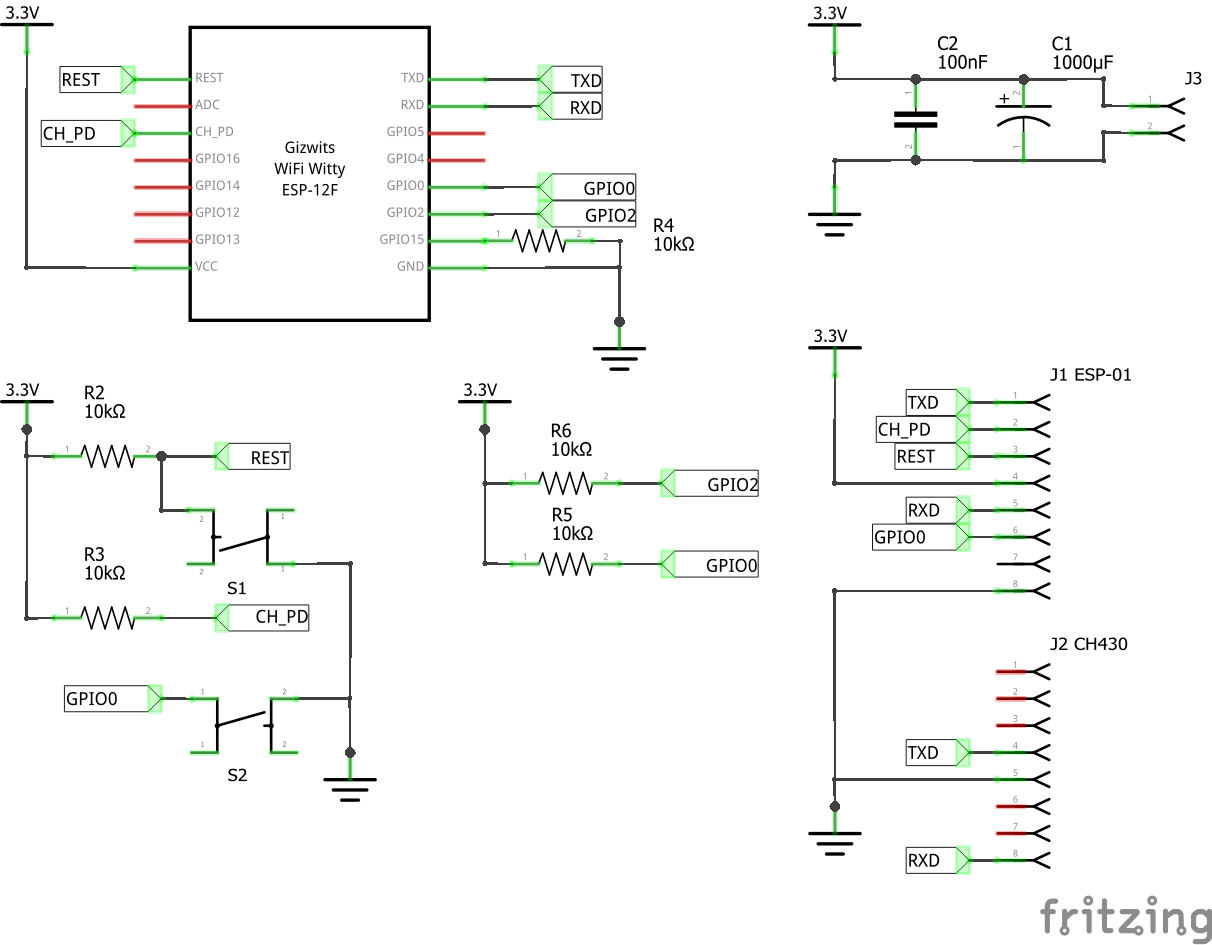 3.3V
REST
CH_PD
REST
ADC
CH_PD
GPIO16
GPIO14
GPIO12
GPIO13
VCC
Gizwits
WiFi Witty
ESP-12F
TXD
RXD
GPIO5
GPIO4
GPIO0
GPIO2
GPIO15
GND
TXD
RXD
GPIO0
GPIO2
1
2
R4
10kΩ
3.3V
C2
100nF
C1
1000µF
J3
1
2
+
2
1
1
2
3.3V
R2
10kΩ
1
2
REST
2
1
2
1
S1
R3
10kΩ
1
2
CH_PD
GPIO0
1
2
1
2
S2
3.3V
R6
10kΩ
1
2
GPIO2
R5
10kΩ
1
2
GPIO0
3.3V
J1 ESP-01
TXD
1
CH_PD
2
REST
3
4
RXD
5
GPIO0
6
7
8
J2 CH430
1
2
3
TXD
4
5
6
7
RXD
8
fritzing